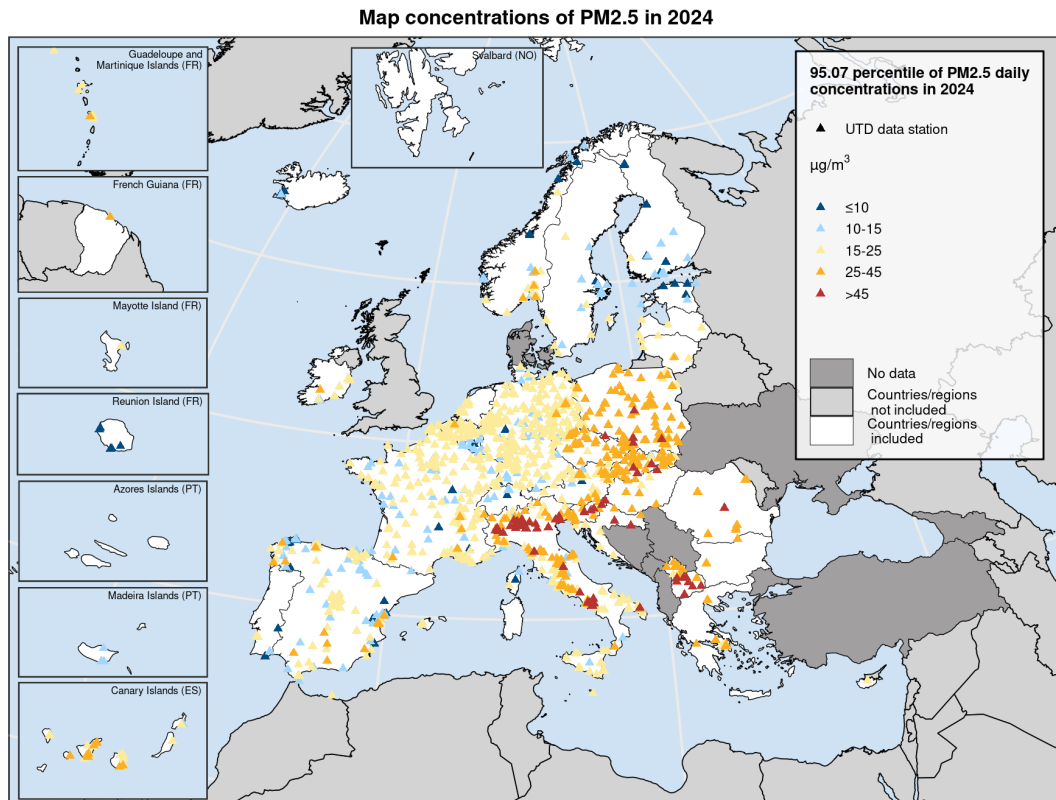 Map concentrations of PM2.5 in 2024
Guadeloupe and
Martinique Islands (FR)
Svalbard (NO)
French Guiana (FR)
Mayotte Island (FR)
Reunion Island (FR)
Azores Islands (PT)
Madeira Islands (PT)
Canary Islands (ES)
95.07 percentile of PM2.5 daily
concentrations in 2024
UTD data station
µg/m³
≤10
10-15
15-25
25-45
>45
No data
Countries/regions
not included
Countries/regions
included